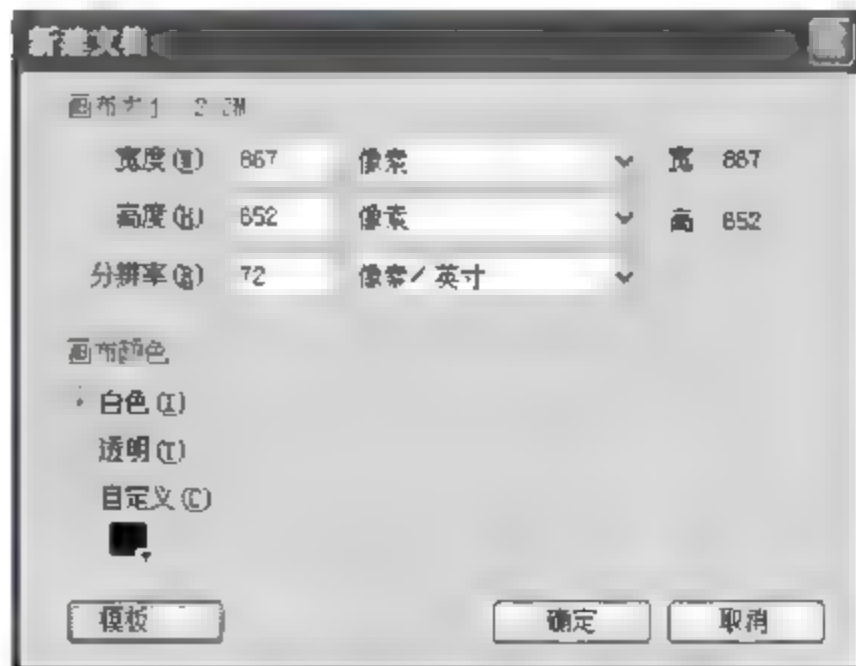 新建文档
画布大小 2.2M
宽度(W) 867 像素 宽 867
高度(H) 652 像素 高 652
分辨率(R) 72 像素/英寸
画布颜色
白色(I)
透明(T)
自定义(C)
模板 确定 取消